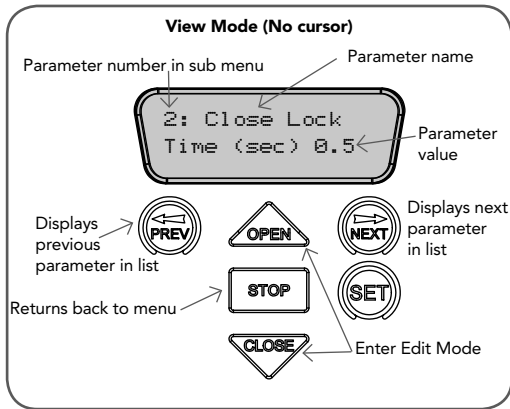 View Mode (No cursor)
Parameter number in sub menu
Parameter name
2: Close Lock
Time (sec) 0.5
Parameter
value
Displays
previous
parameter in list
PREV
OPEN
NEXT
Displays next
parameter
in list
Returns back to menu
STOP
SET
CLOSE
Enter Edit Mode